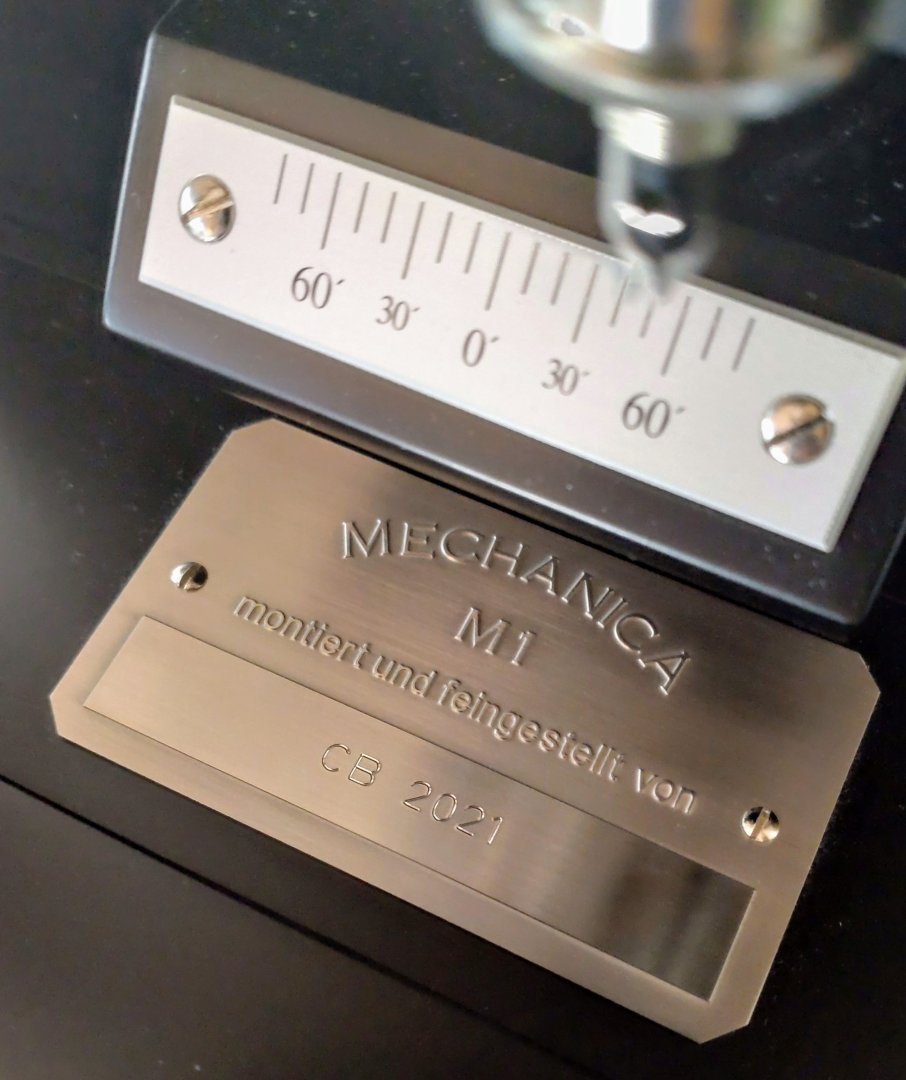 60′ 30′ 0′ 30′ 60′
MECHANICA
M1
montiert und feingestellt von
CB 2021